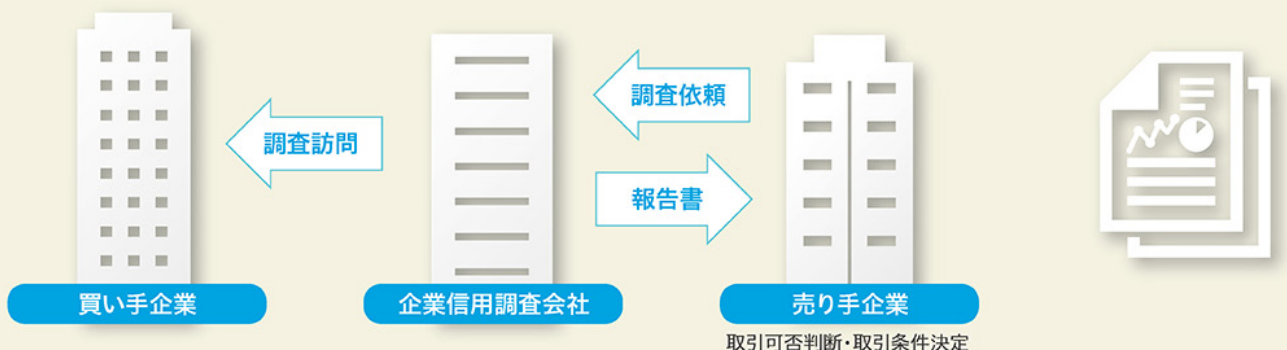 調査依頼
調査訪問
報告書
買い手企業
企業信用調査会社
売り手企業
取引可否判断・取引条件決定